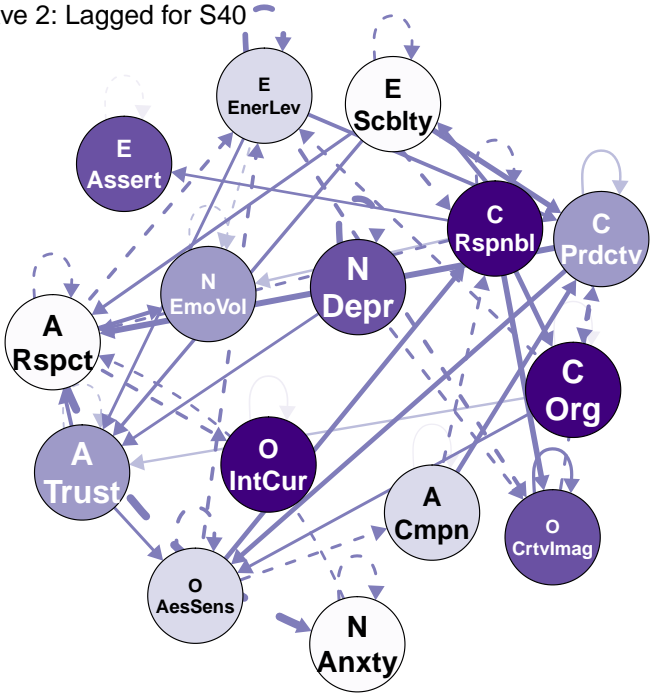 ve 2: Lagged for S40
E
EnerLev
E
Scblty
E
Assert
C
Rspnbl
C
Prdctv
N
EmoVol
N
Depr
A
Rspct
C
Org
A
Trust
O
IntCur
A
Cmpn
O
CrtvImag
O
AesSens
N
Anxty